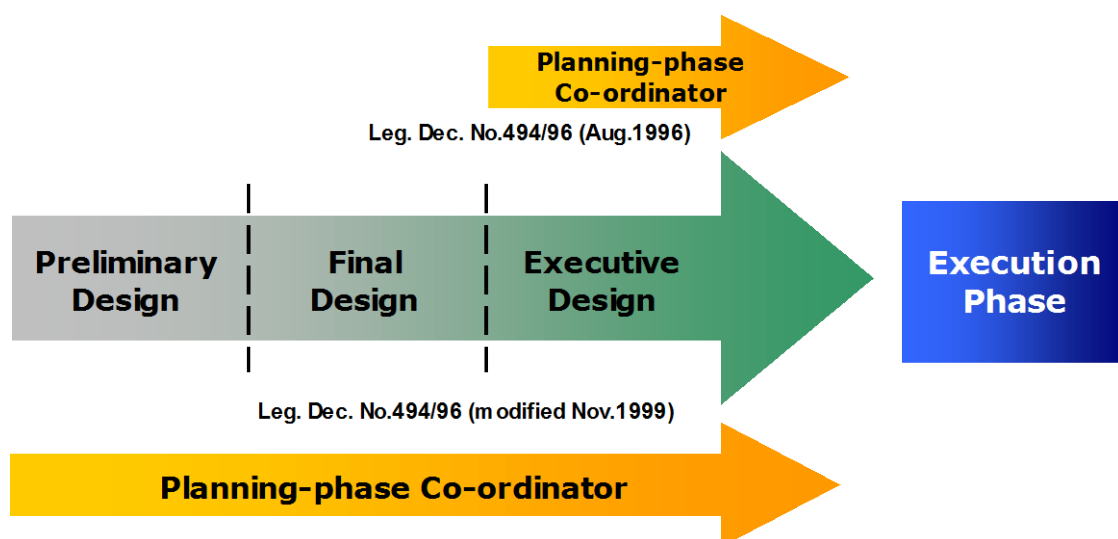 Planning-phase
Co-ordinator
Leg. Dec. No.494/96 (Aug.1996)
Preliminary
Design
Final
Design
Executive
Design
Execution
Phase
Leg. Dec. No.494/96 (modified Nov.1999)
Planning-phase Co-ordinator